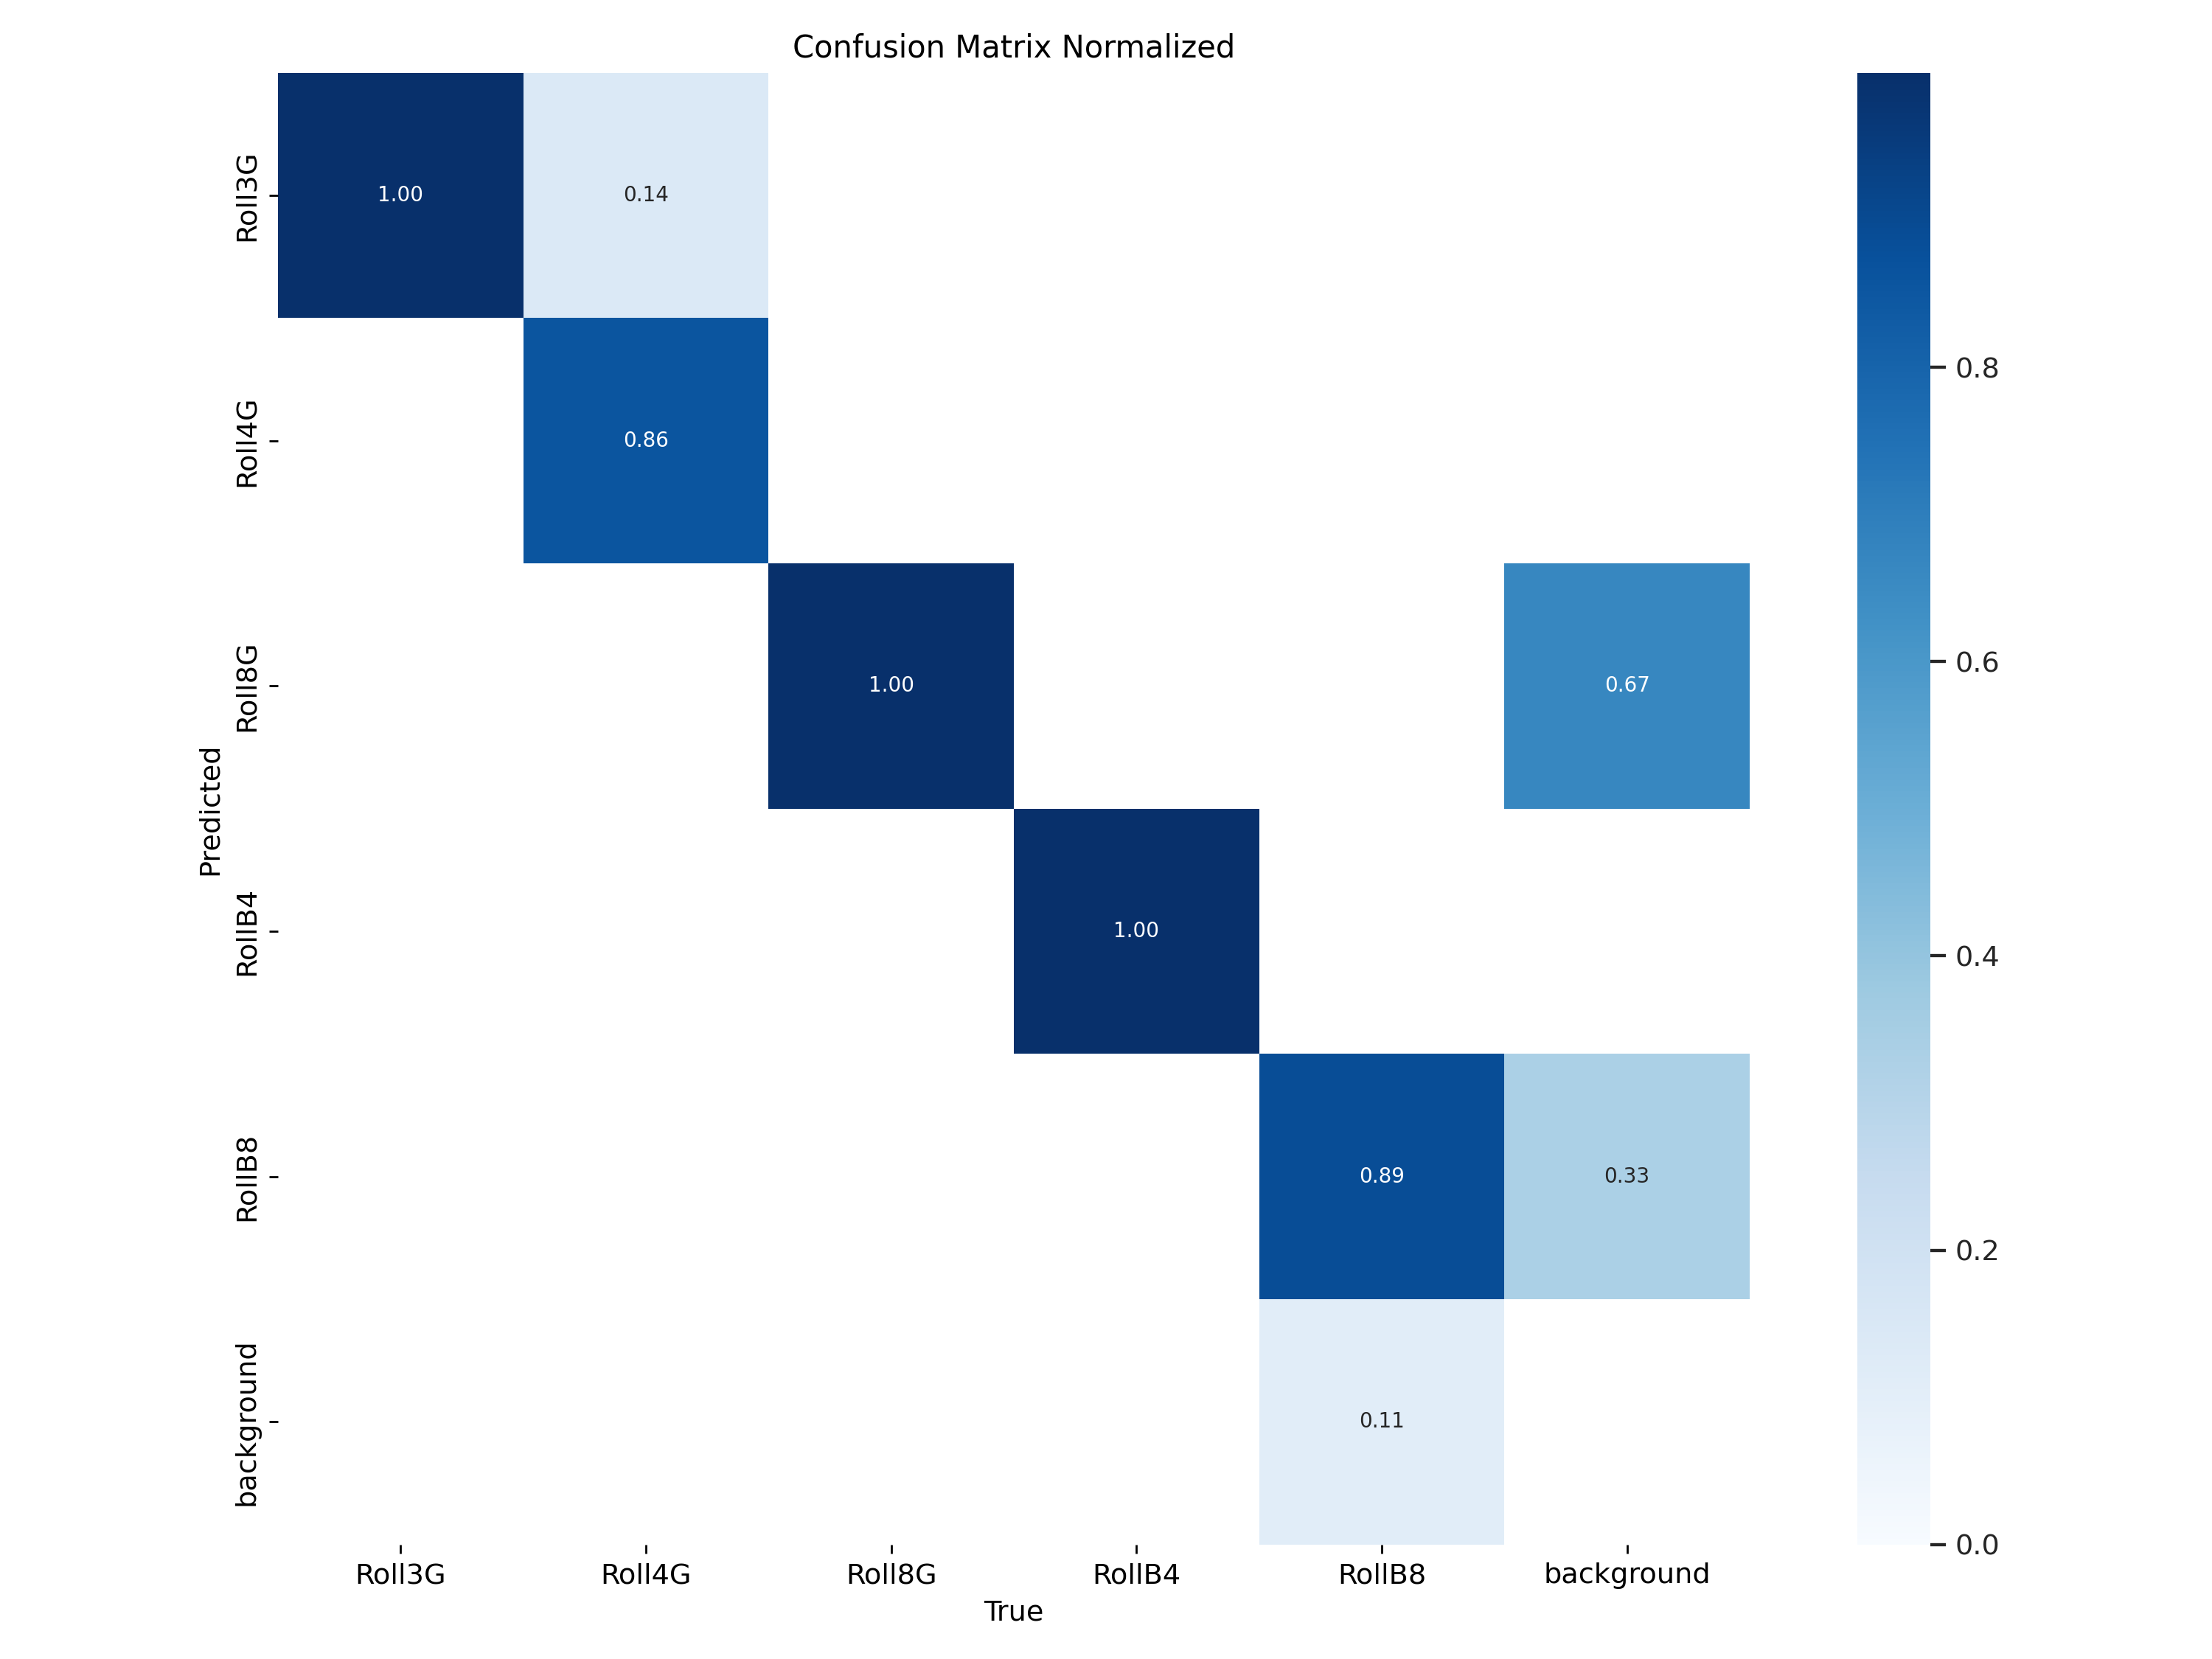 Confusion Matrix Normalized
Predicted
Roll3G
1.00
0.14
Roll4G
0.86
Roll8G
1.00
0.67
RollB4
1.00
RollB8
0.89
0.33
background
0.11
Roll3G
Roll4G
Roll8G
RollB4
RollB8
background
True
0.8
0.6
0.4
0.2
0.0